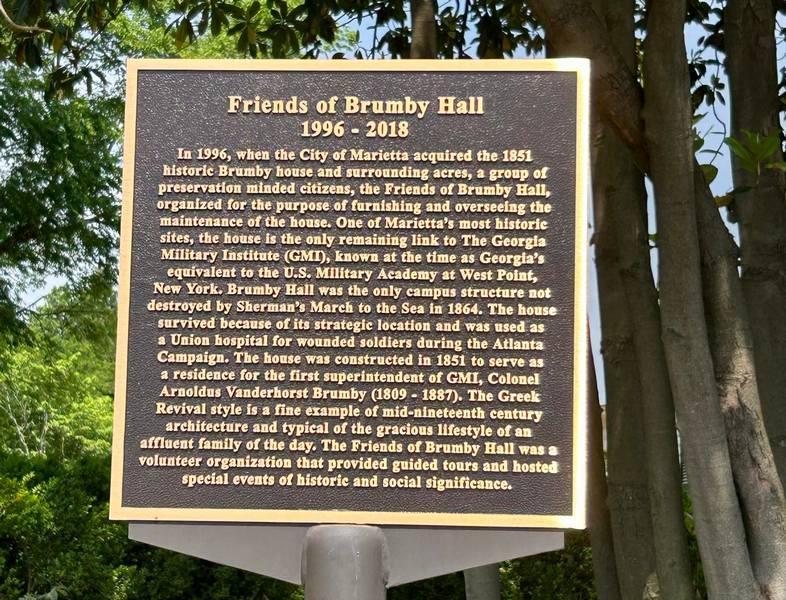 Friends of Brumby Hall
1996 - 2018
In 1996, when the City of Marietta acquired the 1851
historic Brumby house and surrounding acres, a group of
preservation minded citizens, the Friends of Brumby Hall,
organized for the purpose of furnishing and overseeing the
maintenance of the house. One of Marietta's most historic
sites, the house is the only remaining link to The Georgia
Military Institute (GMI), known at the time as Georgia's
equivalent to the U.S. Military Academy at West Point,
New York. Brumby Hall was the only campus structure not
destroyed by Sherman's March to the Sea in 1864. The house
survived because of its strategic location and was used as
a Union hospital for wounded soldiers during the Atlanta
Campaign. The house was constructed in 1851 to serve as
a residence for the first superintendent of GMI, Colonel
Arnoldus Vanderhorst Brumby (1809 - 1887). The Greek
Revival style is a fine example of mid-nineteenth century
architecture and typical of the gracious lifestyle of an
affluent family of the day. The Friends of Brumby Hall was a
volunteer organization that provided guided tours and hosted
special events of historic and social significance.